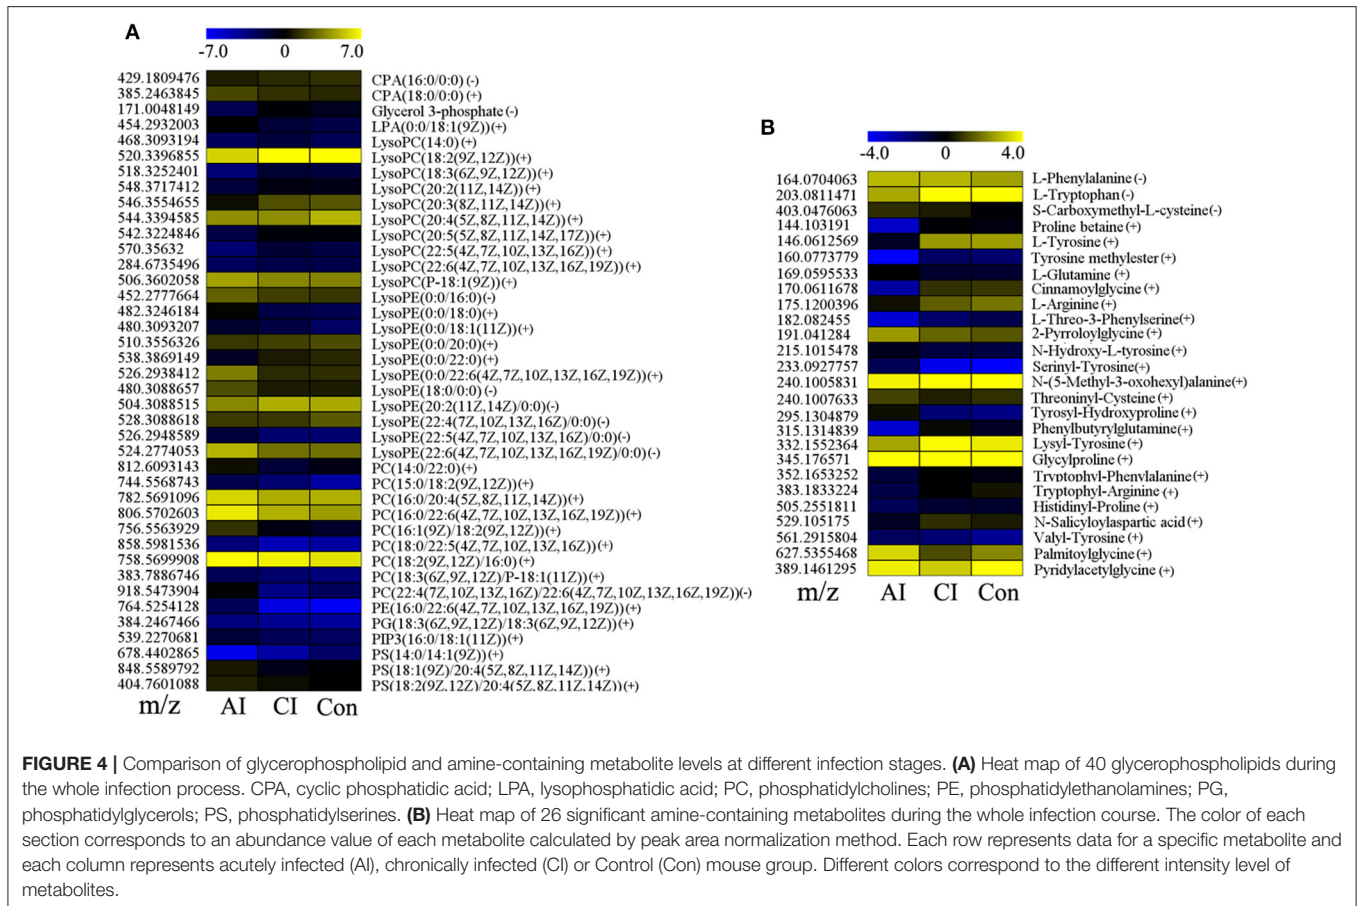 A
-7.0 0 7.0
429.1809476 CPA(16:0/0:0) (-)
385.2463845 CPA(18:0/0:0) (+)
171.0048149 Glycerol 3-phosphate (-)
454.2932003 LPA(0:0/18:1(9Z)) (+)
468.3093194 LysoPC(14:0) (+)
520.3396855 LysoPC(18:2(9Z,12Z)) (+)
518.3252401 LysoPC(18:3(6Z,9Z,12Z)) (+)
548.3717412 LysoPC(20:2(11Z,14Z)) (+)
546.3554655 LysoPC(20:3(8Z,11Z,14Z)) (+)
544.3394585 LysoPC(20:4(5Z,8Z,11Z,14Z)) (+)
542.3224846 LysoPC(20:5(5Z,8Z,11Z,14Z,17Z)) (+)
570.35632 LysoPC(22:5(4Z,7Z,10Z,13Z,16Z)) (+)
284.6735496 LysoPC(22:6(4Z,7Z,10Z,13Z,16Z,19Z)) (+)
506.3602058 LysoPC(P-18:1(9Z)) (+)
452.2777664 LysoPE(0:0/16:0) (-)
482.3246184 LysoPE(0:0/18:0) (+)
480.3093207 LysoPE(0:0/18:1(11Z)) (+)
510.3556326 LysoPE(0:0/20:0) (+)
538.3869149 LysoPE(0:0/22:0) (+)
526.2938412 LysoPE(0:0/22:6(4Z,7Z,10Z,13Z,16Z,19Z)) (+)
480.3088657 LysoPE(18:0/0:0) (-)
504.3088515 LysoPE(20:2(11Z,14Z)/0:0) (-)
528.3088618 LysoPE(22:4(7Z,10Z,13Z,16Z)/0:0) (-)
526.2948589 LysoPE(22:5(4Z,7Z,10Z,13Z,16Z)/0:0) (-)
524.2774053 LysoPE(22:6(4Z,7Z,10Z,13Z,16Z,19Z)/0:0) (-)
812.6093143 PC(14:0/22:0) (+)
744.5568743 PC(15:0/18:2(9Z,12Z)) (+)
782.5691096 PC(16:0/20:4(5Z,8Z,11Z,14Z)) (+)
806.5702603 PC(16:0/22:6(4Z,7Z,10Z,13Z,16Z,19Z)) (+)
756.5563929 PC(16:1(9Z)/18:2(9Z,12Z)) (+)
858.5981536 PC(18:0/22:5(4Z,7Z,10Z,13Z,16Z)) (+)
758.5699908 PC(18:2(9Z,12Z)/16:0) (+)
383.7886746 PC(18:3(6Z,9Z,12Z)/P-18:1(11Z)) (+)
918.5473904 PC(22:4(7Z,10Z,13Z,16Z)/22:6(4Z,7Z,10Z,13Z,16Z,19Z)) (-)
764.5254128 PE(16:0/22:6(4Z,7Z,10Z,13Z,16Z,19Z)) (+)
384.2467466 PG(18:3(6Z,9Z,12Z)/18:3(6Z,9Z,12Z)) (+)
539.2270681 PIP3(16:0/18:1(11Z)) (+)
678.4402865 PS(14:0/14:1(9Z)) (+)
848.5589792 PS(18:1(9Z)/20:4(5Z,8Z,11Z,14Z)) (+)
404.7601088 PS(18:2(9Z,12Z)/20:4(5Z,8Z,11Z,14Z)) (+)
m/z AI CI Con
B
-4.0 0 4.0
164.0704063 L-Phenylalanine (-)
203.0811471 L-Tryptophan (-)
403.0476063 S-Carboxymethyl-L-cysteine (-)
144.103191 Proline betaine (+)
146.0612569 L-Tyrosine (+)
160.0773779 Tyrosine methylester (+)
169.0595533 L-Glutamine (+)
170.0611678 Cinnamoylglycine (+)
175.1200396 L-Arginine (+)
182.082455 L-Threo-3-Phenylserine (+)
191.041284 2-Pyrroloylglycine (+)
215.1015478 N-Hydroxy-L-tyrosine (+)
233.0927757 Serinyl-Tyrosine (+)
240.1005831 N-(5-Methyl-3-oxohexyl)alanine (+)
240.1007633 Threoninyl-Cysteine (+)
295.1304879 Tyrosyl-Hydroxyproline (+)
315.1314839 Phenylbutyrylglutamine (+)
332.1552364 Lysyl-Tyrosine (+)
345.176571 Glycylproline (+)
352.1653252 Tryptophyl-Phenylalanine (+)
383.1833224 Tryptophyl-Arginine (+)
505.2551811 Histidinyl-Proline (+)
529.105175 N-Salicyloylaspartic acid (+)
561.2915804 Valyl-Tyrosine (+)
627.5355468 Palmitoylglycine (+)
389.1461295 Pyridylacetylglycine (+)
m/z AI CI Con
FIGURE 4 | Comparison of glycerophospholipid and amine-containing metabolite levels at different infection stages. (A) Heat map of 40 glycerophospholipids during
the whole infection process. CPA, cyclic phosphatidic acid; LPA, lysophosphatidic acid; PC, phosphatidylcholines; PE, phosphatidylethanolamines; PG,
phosphatidylglycerols; PS, phosphatidylserines. (B) Heat map of 26 significant amine-containing metabolites during the whole infection course. The color of each
section corresponds to an abundance value of each metabolite calculated by peak area normalization method. Each row represents data for a specific metabolite and
each column represents acutely infected (AI), chronically infected (CI) or Control (Con) mouse group. Different colors correspond to the different intensity level of
metabolites.